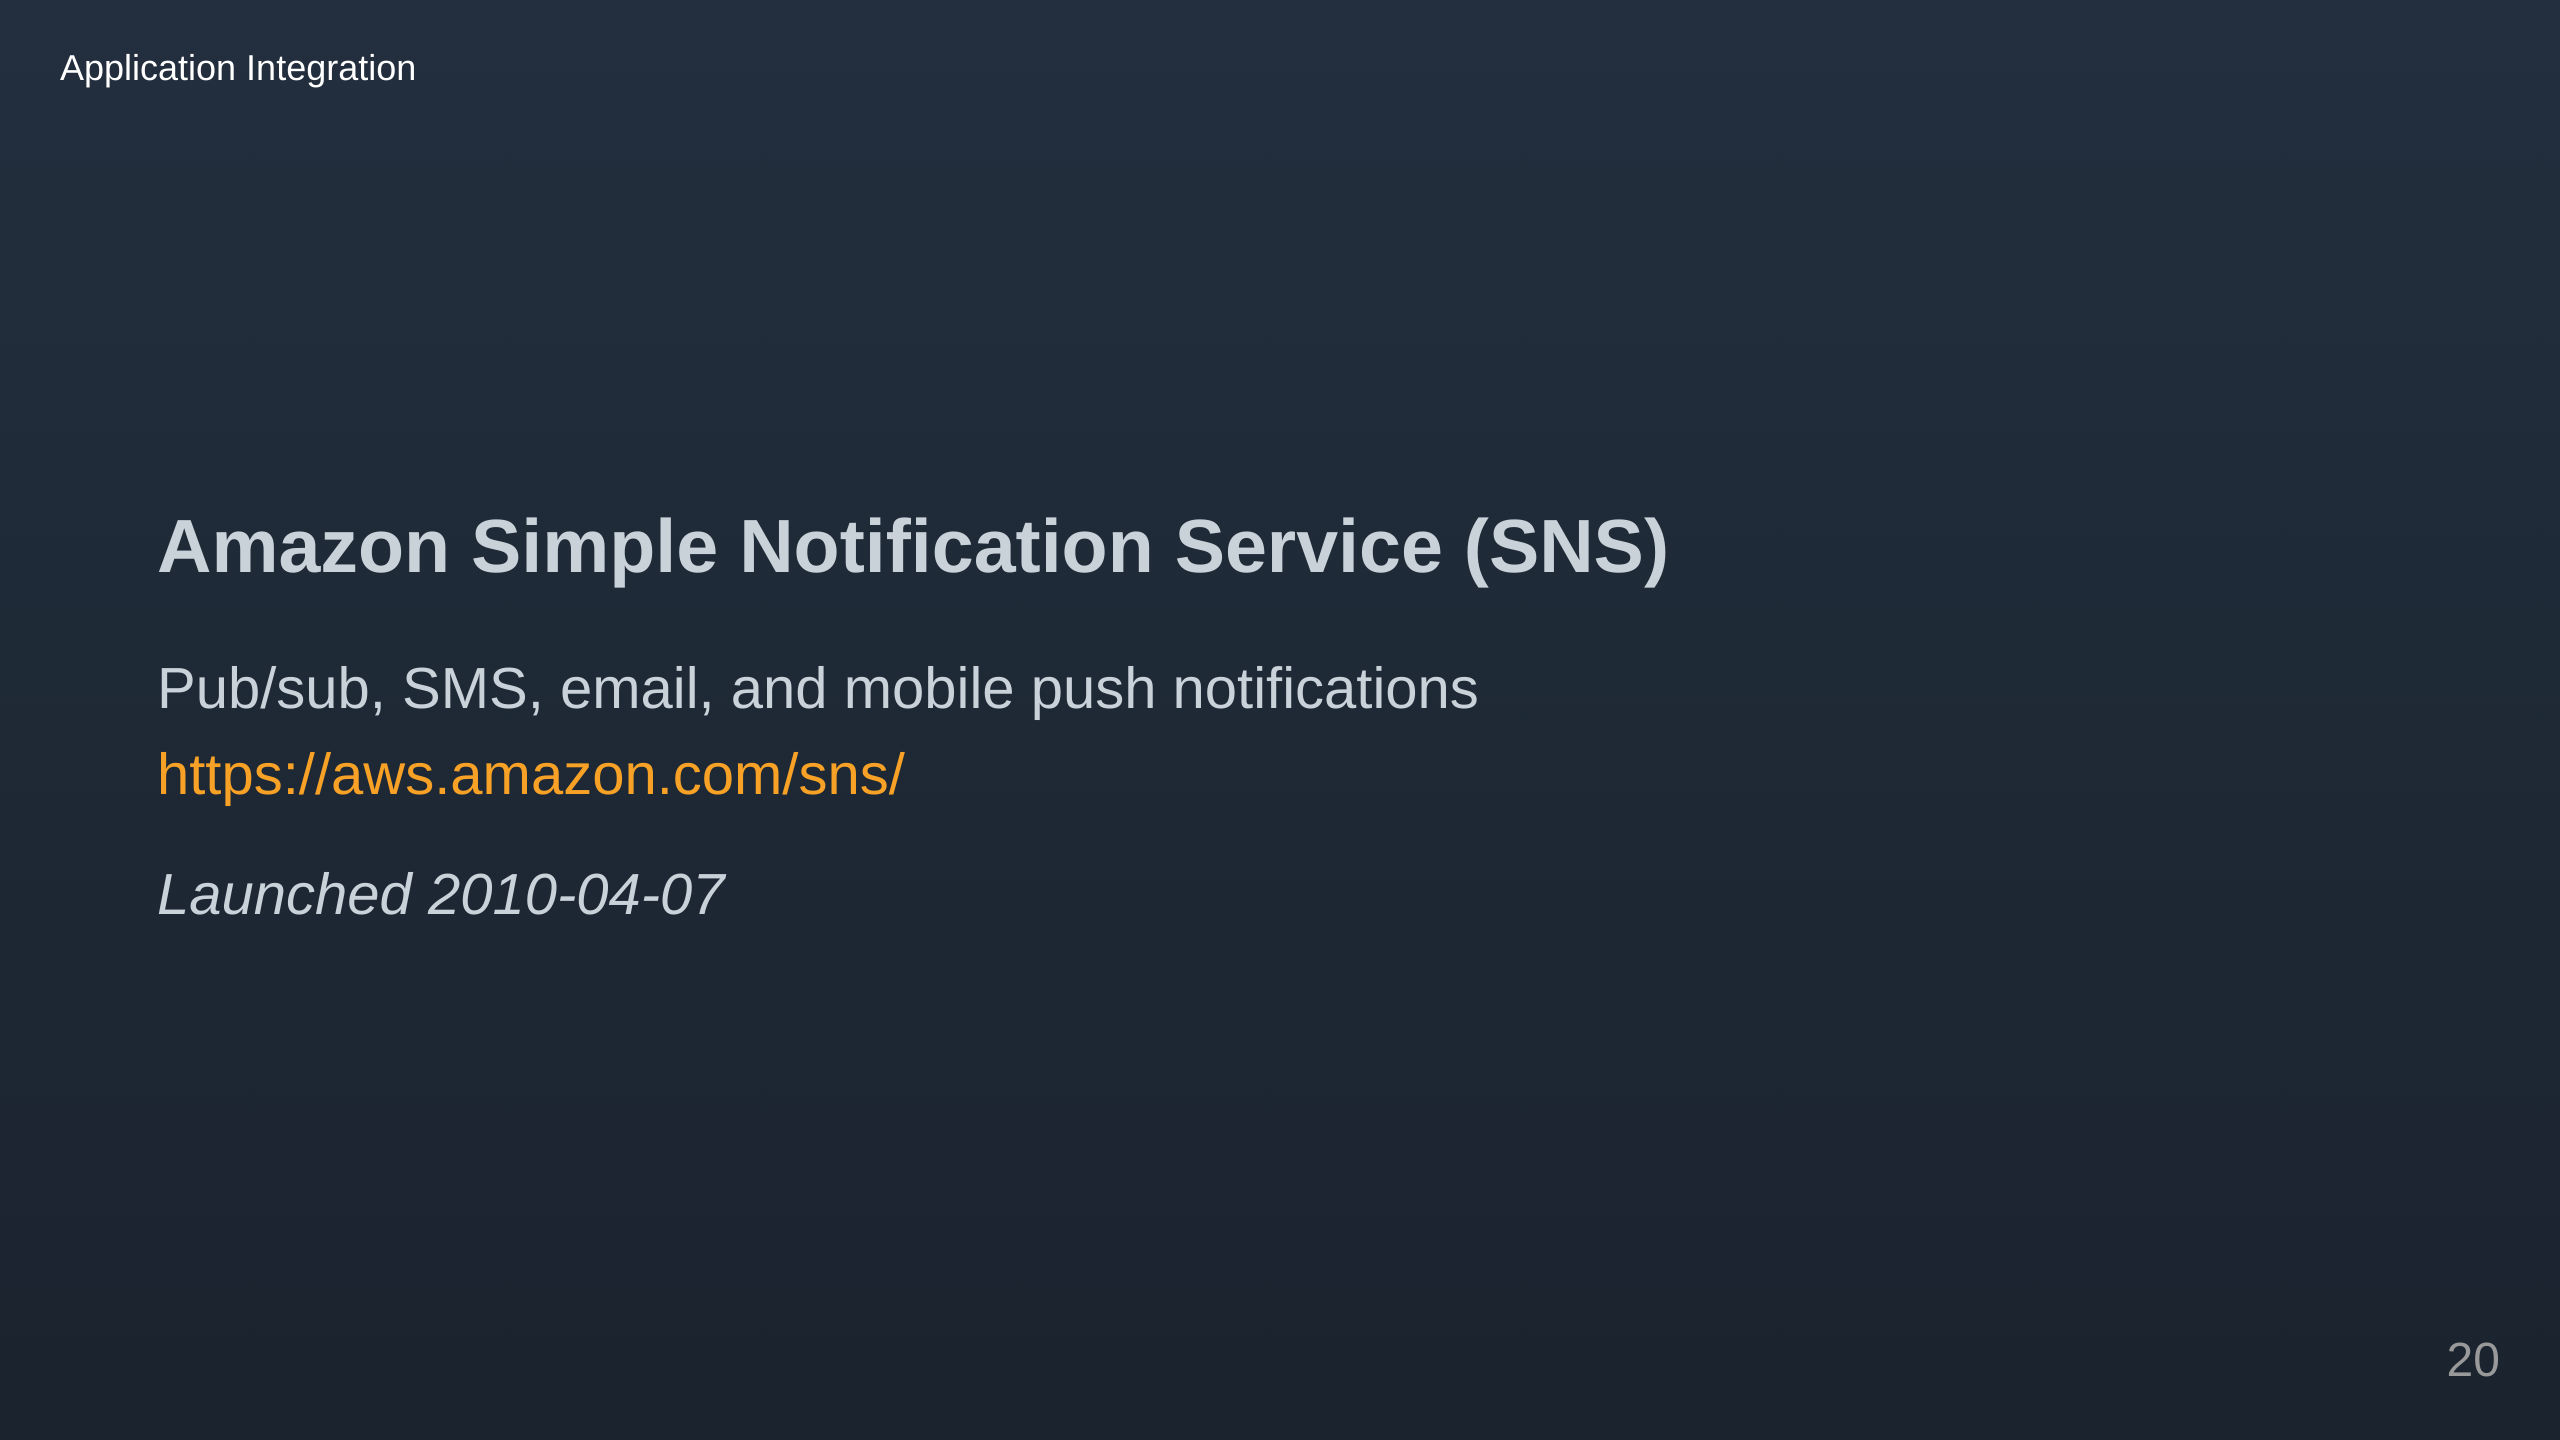 Application Integration
Amazon Simple Notification Service (SNS)
Pub/sub, SMS, email, and mobile push notifications
https://aws.amazon.com/sns/
Launched 2010-04-07
20